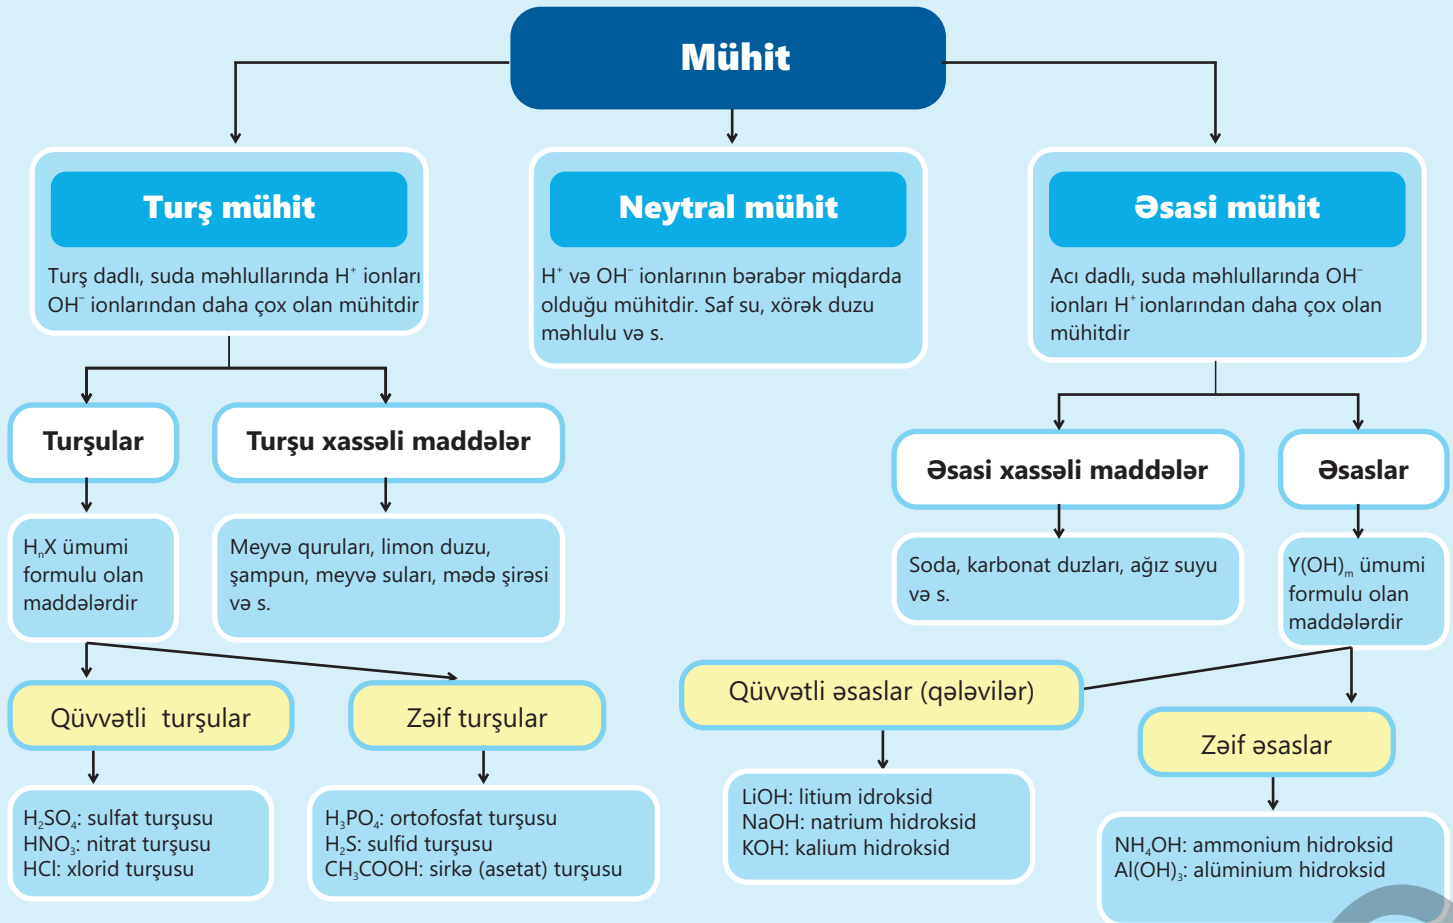 Mühit
Turş mühit
Turş dadlı, suda məhlullarında H⁺ ionları
OH⁻ ionlarından daha çox olan mühitdir
Neytral mühit
H⁺ və OH⁻ ionlarının bərabər miqdarda
olduğu mühitdir. Saf su, xörək duzu
məhlulu və s.
Əsasi mühit
Acı dadlı, suda məhlullarında OH⁻
ionları H⁺ ionlarından daha çox olan
mühitdir
Turşular
Turşu xassəli maddələr
Əsasi xassəli maddələr
Əsaslar
HₙX ümumi
formulu olan
maddələrdir
Meyvə quruları, limon duzu,
şampun, meyvə suları, mədə şirəsi
və s.
Soda, karbonat duzları, ağız suyu
və s.
Y(OH)ₘ ümumi
formulu olan
maddələrdir
Qüvvətli turşular
Zəif turşular
Qüvvətli əsaslar (qələvilər)
Zəif əsaslar
H₂SO₄: sulfat turşusu
HNO₃: nitrat turşusu
HCl: xlorid turşusu
H₃PO₄: ortofosfat turşusu
H₂S: sulfid turşusu
CH₃COOH: sirkə (asetat) turşusu
LiOH: litium idroksid
NaOH: natrium hidroksid
KOH: kalium hidroksid
NH₄OH: ammonium hidroksid
Al(OH)₃: alüminium hidroksid